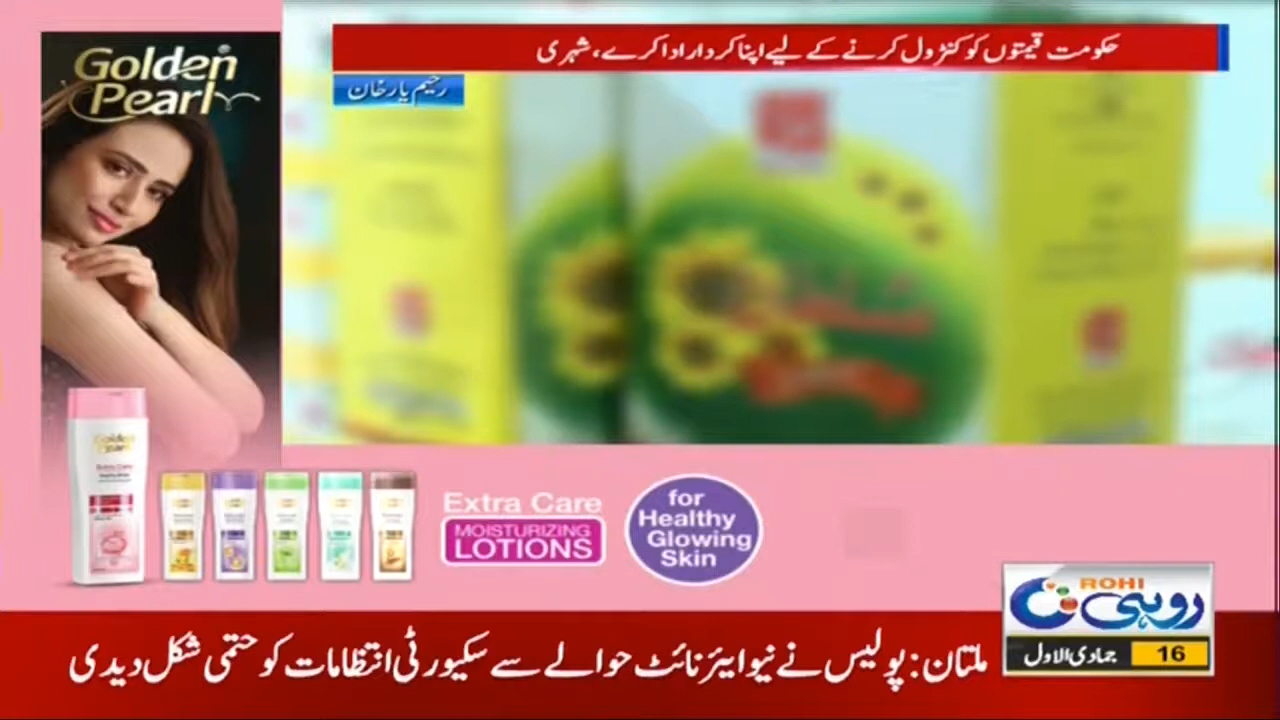 Golden
Pearl
حکومت قیمتوں کو کنٹرول کرنے کے لیے اپنا کردار ادا کرے، شہری
رحیم یار خان
Golden
Pearl
Extra Care
MOISTURIZING
LOTIONS
for
Healthy
Glowing
Skin
ROHI
روہی
16 جمادی الاول
ملتان: پولیس نے نیو ایئر نائٹ حوالے سے سکیورٹی انتظامات کو حتمی شکل دیدی